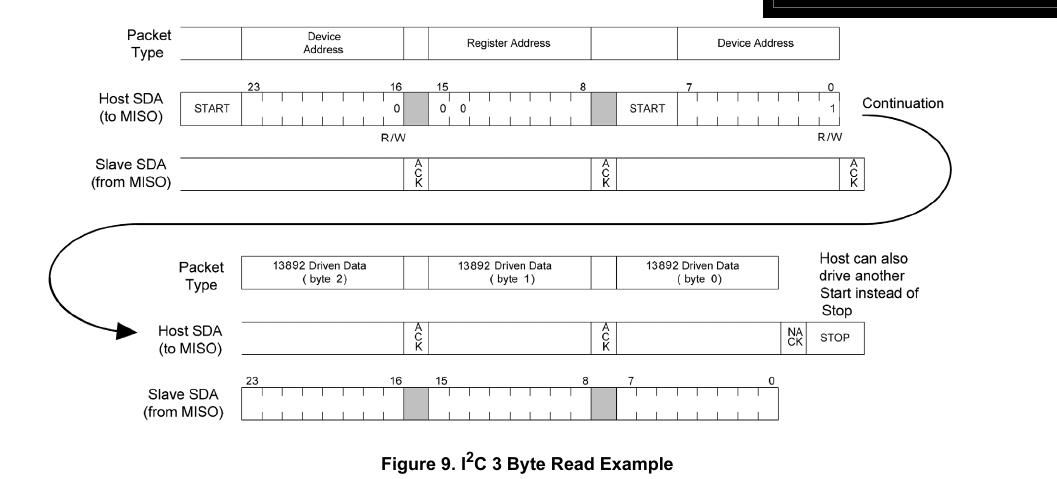 Packet
Type
Device
Address
Register Address
Device Address
23
16
15
8
7
0
Host SDA
(to MISO)
START
0
0
0
START
1
Continuation
R/W
R/W
Slave SDA
(from MISO)
ACK
ACK
ACK
Packet
Type
13892 Driven Data
( byte 2)
13892 Driven Data
( byte 1)
13892 Driven Data
( byte 0)
Host can also
drive another
Start instead of
Stop
Host SDA
(to MISO)
ACK
ACK
NA
CK
STOP
23
16
15
8
7
0
Slave SDA
(from MISO)
Figure 9. I2C 3 Byte Read Example